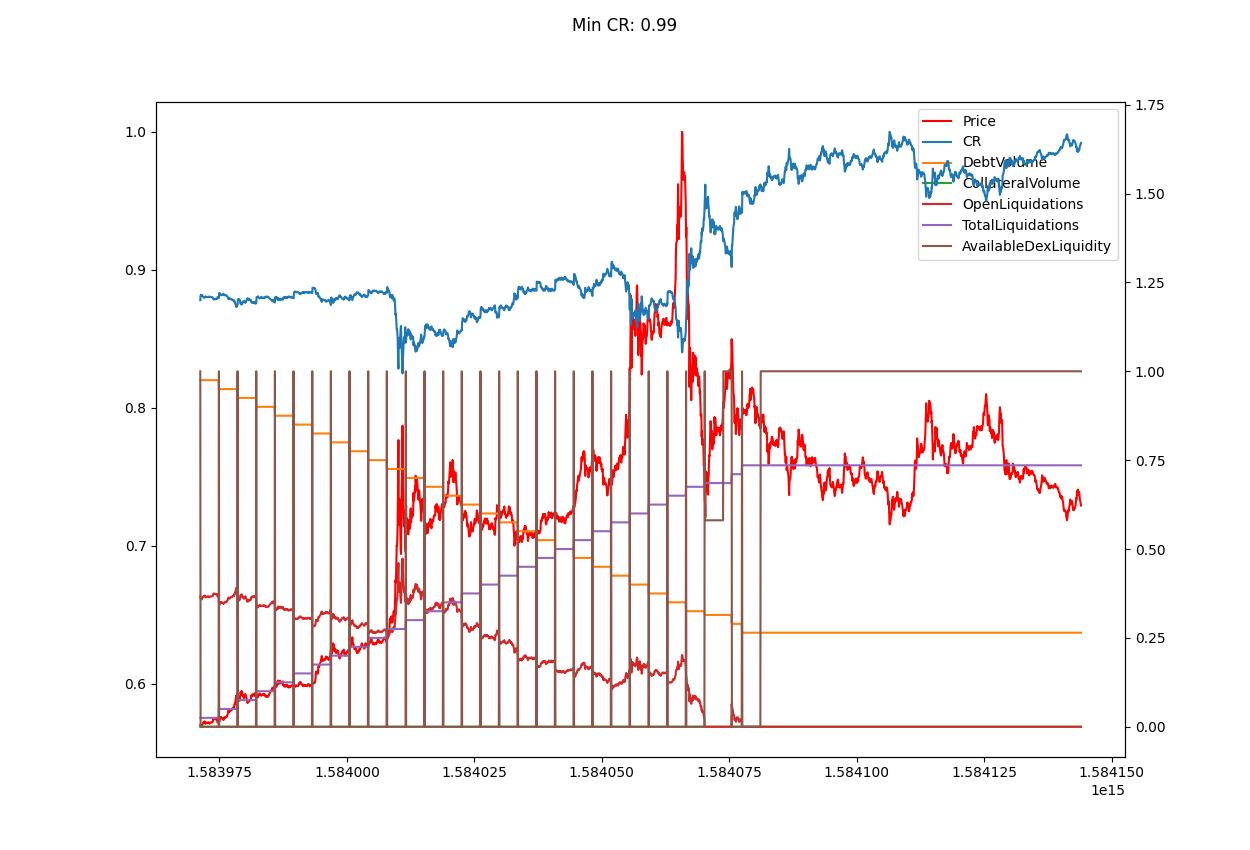 Min CR: 0.99
1.0
0.9
0.8
0.7
0.6
1.75
1.50
1.25
1.00
0.75
0.50
0.25
0.00
Price
CR
DebtVolume
CollateralVolume
OpenLiquidations
TotalLiquidations
AvailableDexLiquidity
1.583975 1.584000 1.584025 1.584050 1.584075 1.584100 1.584125 1.584150
1e15